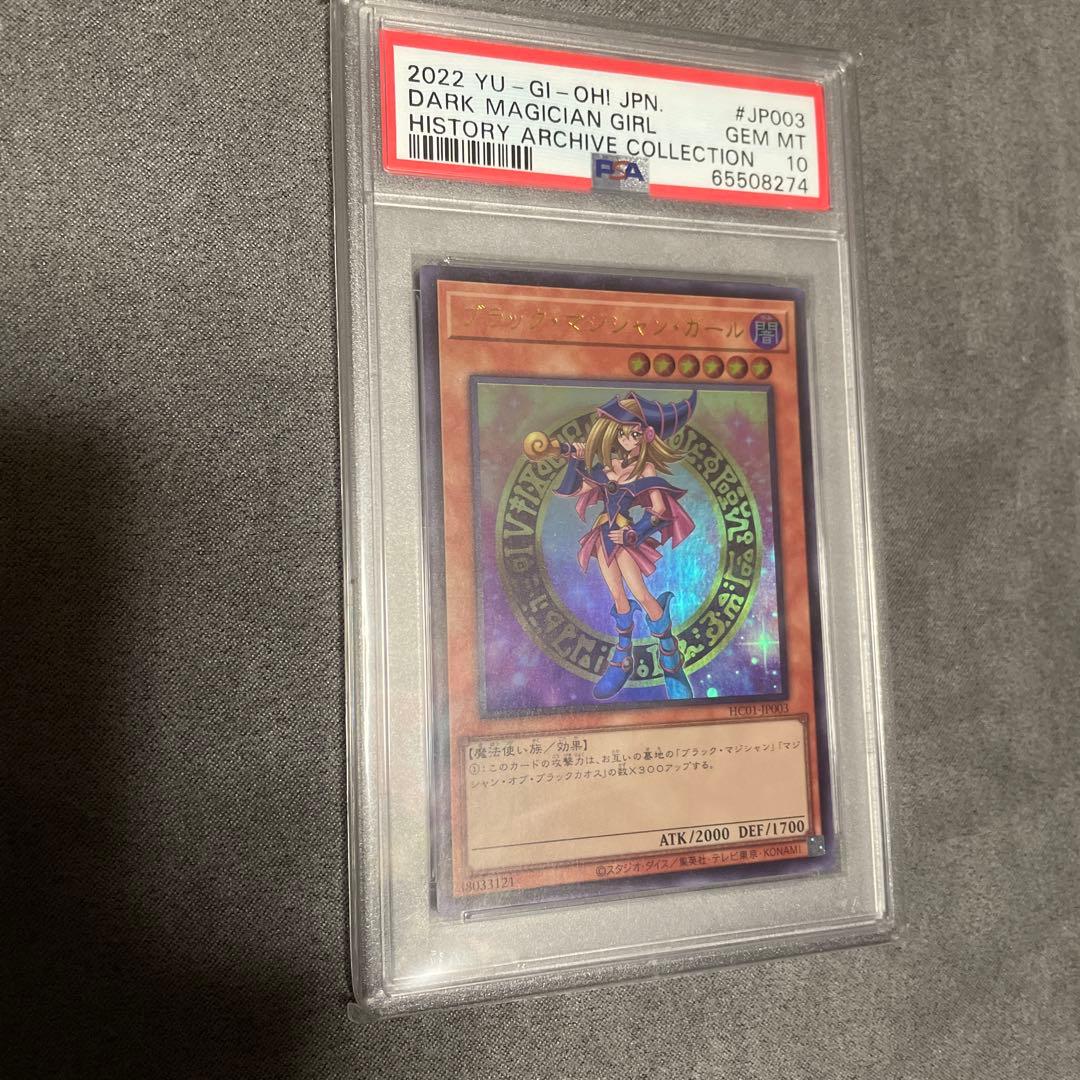 2022 YU-GI-OH! JPN. #JP003
DARK MAGICIAN GIRL GEM MT
HISTORY ARCHIVE COLLECTION 10
PSA 65508274
ブラック・マジシャン・ガール 闇
HC01-JP003
【魔法使い族／効果】
①：このカードの攻撃力は、お互いの墓地の「ブラック・マジシャン」「マジ
シャン・オブ・ブラックカオス」の数×300アップする。
ATK/2000 DEF/1700
38033121 ©スタジオ・ダイス／集英社・テレビ東京・KONAMI